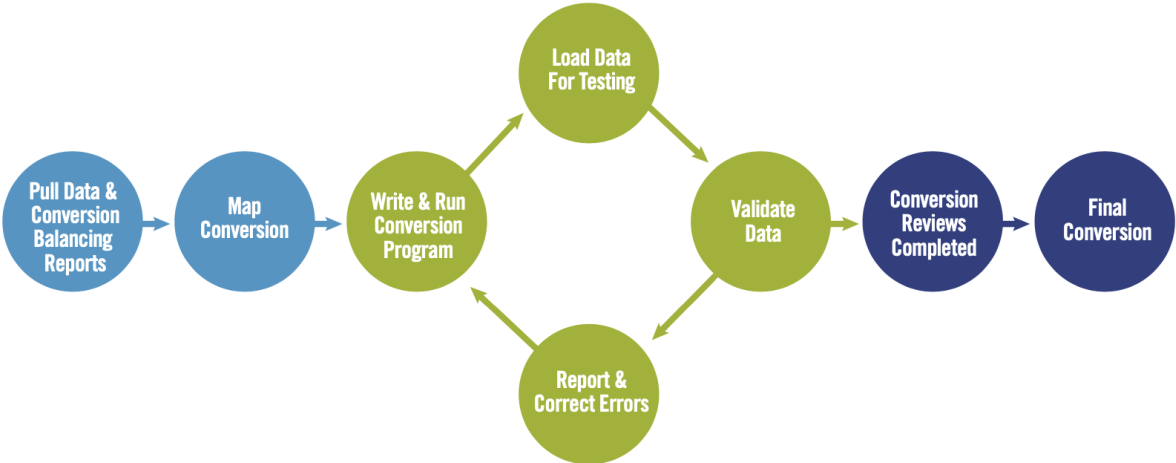 Pull Data &
Conversion
Balancing
Reports
Map
Conversion
Write & Run
Conversion
Program
Load Data
For Testing
Validate
Data
Report &
Correct Errors
Conversion
Reviews
Completed
Final
Conversion